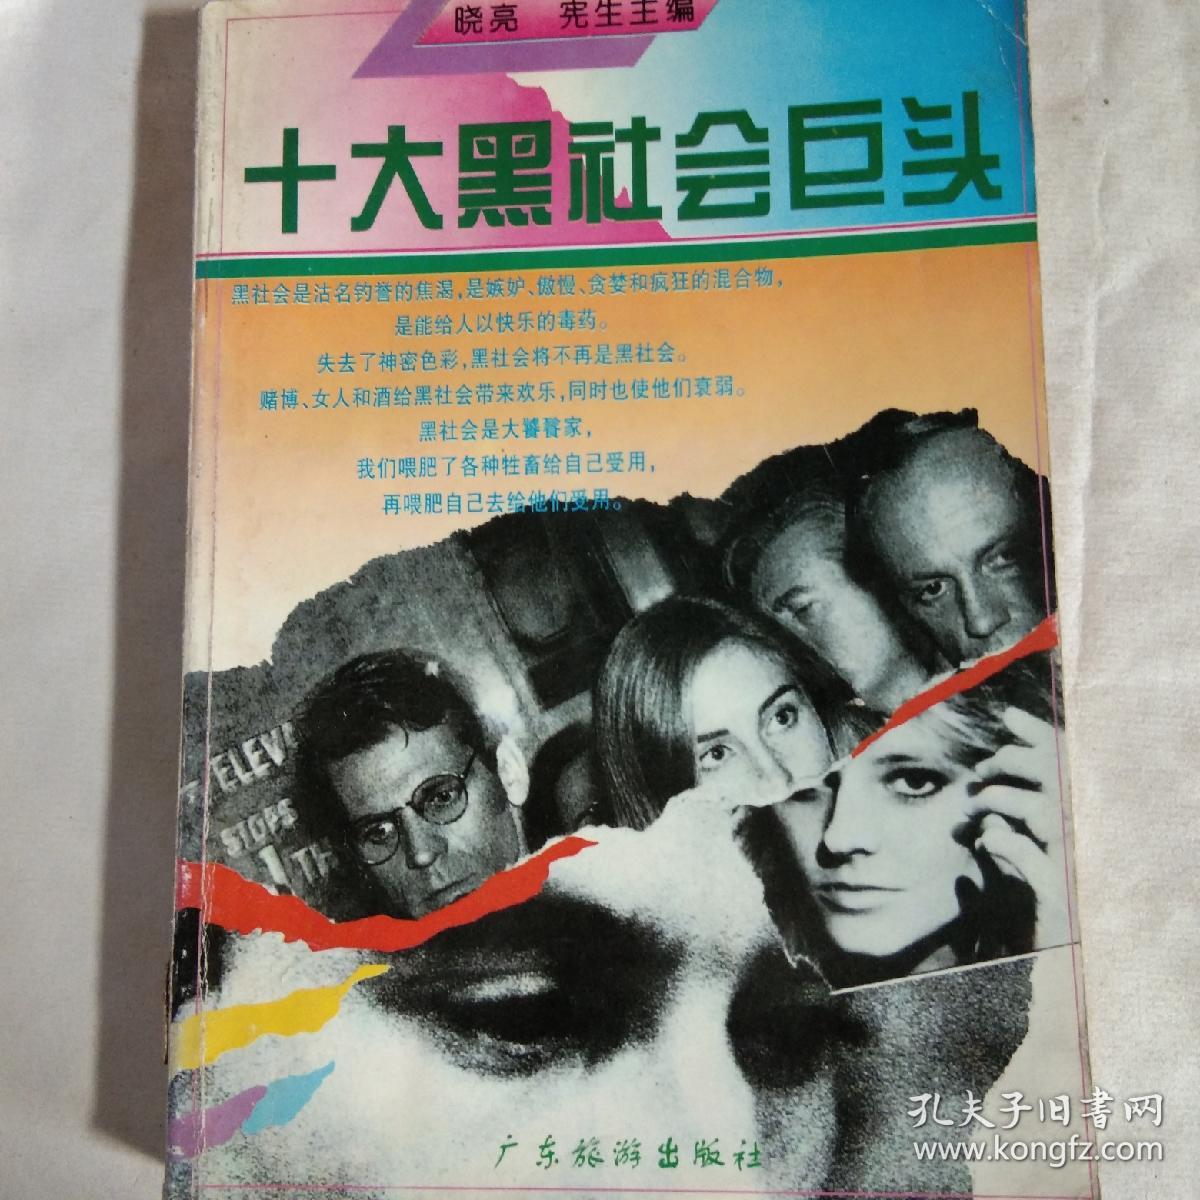 晓亮 宪生主编
十大黑社会巨头
黑社会是沽名钓誉的焦渴,是嫉妒、傲慢、贪婪和疯狂的混合物,
是能给人以快乐的毒药。
失去了神密色彩,黑社会将不再是黑社会。
赌博、女人和酒给黑社会带来欢乐,同时也使他们衰弱。
黑社会是大饕餮家,
我们喂肥了各种牲畜给自己受用,
再喂肥自己去给他们受用。
ELEVA
STOPS
1 TH
广东旅游出版社
孔夫子旧书网
www.kongfz.com